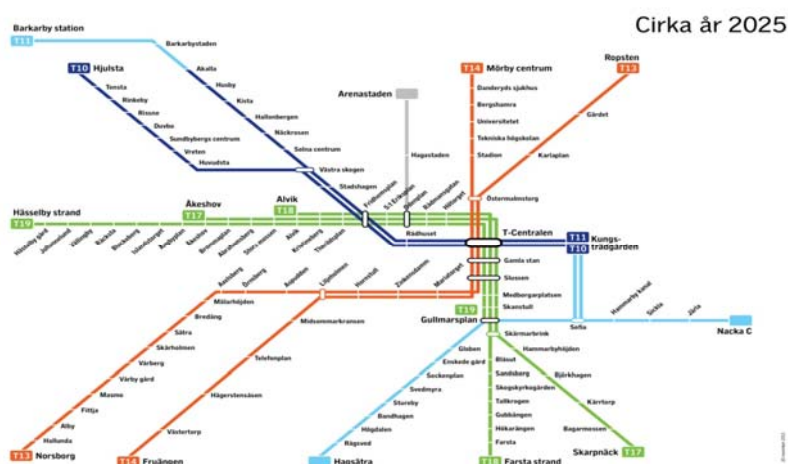 Cirka år 2025
Barkarby station
T11
Barkarbystaden
Akalla
Husby
Kista
Hallonbergen
Näckrosen
Solna centrum
Västra skogen
Stadshagen
T10 Hjulsta
Tensta
Rinkeby
Rissne
Duvbo
Sundbybergs centrum
Vreten
Huvudsta
Arenastaden
Hagastaden
T14 Mörby centrum
Danderyds sjukhus
Bergshamra
Universitetet
Tekniska högskolan
Stadion
Ropsten
T13
Gärdet
Karlaplan
Östermalmstorg
Hässelby strand
T19
Hässelby gård
Johannelund
Vällingby
Råcksta
Blackeberg
Islandstorget
Ängbyplan
Åkeshov
T17
Åkeshov
Brommaplan
Abrahamsberg
Stora mossen
Alvik
T18
Alvik
Kristineberg
Thorildsplan
Fridhemsplan
S:t Eriksplan
Odenplan
Rådmansgatan
Hötorget
Rådhuset
T-Centralen
T11
T10
Kungs-
trädgården
Gamla stan
Slussen
Medborgarplatsen
Skanstull
T19
Gullmarsplan
Skärmarbrink
Sofia
Hammarby kanal
Sickla
Järla
Nacka C
Mariatorget
Zinkensdamm
Hornstull
Liljeholmen
Aspudden
Örnsberg
Axelsberg
Mälarhöjden
Bredäng
Sätra
Skärholmen
Vårberg
Vårby gård
Masmo
Fittja
Alby
Hallunda
T13 Norsborg
Midsommarkransen
Telefonplan
Hägerstensåsen
Västertorp
T14 Fruängen
Globen
Enskede gård
Sockenplan
Svedmyra
Stureby
Bandhagen
Högdalen
Rågsved
Hagsätra
Blåsut
Sandsborg
Skogskyrkogården
Tallkrogen
Gubbängen
Hökarängen
Farsta
T18 Farsta strand
Hammarbyhöjden
Björkhagen
Kärrtorp
Bagarmossen
Skarpnäck T17